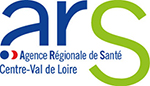 ars
Agence Régionale de Santé
Centre-Val de Loire